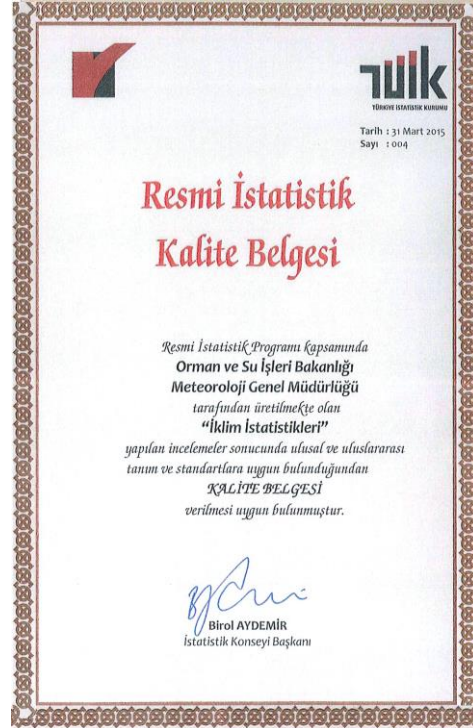 TÜİK
TÜRKİYE İSTATİSTİK KURUMU
Tarih : 31 Mart 2015
Sayı : 004
Resmi İstatistik
Kalite Belgesi
Resmi İstatistik Programı kapsamında
Orman ve Su İşleri Bakanlığı
Meteoroloji Genel Müdürlüğü
tarafından üretilmekte olan
“İklim İstatistikleri”
yapılan incelemeler sonucunda ulusal ve uluslararası
tanım ve standartlara uygun bulunduğundan
KALİTE BELGESİ
verilmesi uygun bulunmuştur.
Birol AYDEMİR
İstatistik Konseyi Başkanı